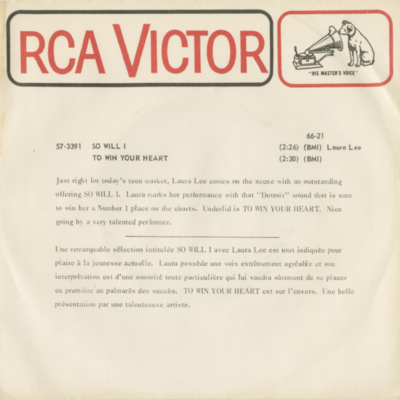 RCA VICTOR
"HIS MASTER'S VOICE"
66-21
57-3391 SO WILL I (2:26) (BMI) Laura Lee
TO WIN YOUR HEART (2:30) (BMI)
Just right for today's teen market, Laura Lee comes on the scene with an outstanding
offering SO WILL I. Laura marks her performance with that "Detroit" sound that is sure
to win her a Number 1 place on the charts. Underlid is TO WIN YOUR HEART. Nice
going by a very talented performer.
Une remarquable sélection intitulée SO WILL I avec Laura Lee est tout indiquée pour
plaire à la jeunesse actuelle. Laura possède une voix extrêmement agréable et son
interprétation est d'une sonorité toute particulière qui lui vaudra sûrement de se placer
en première au palmarès des succès. TO WIN YOUR HEART est sur l'envers. Une belle
présentation par une talentueuse artiste.